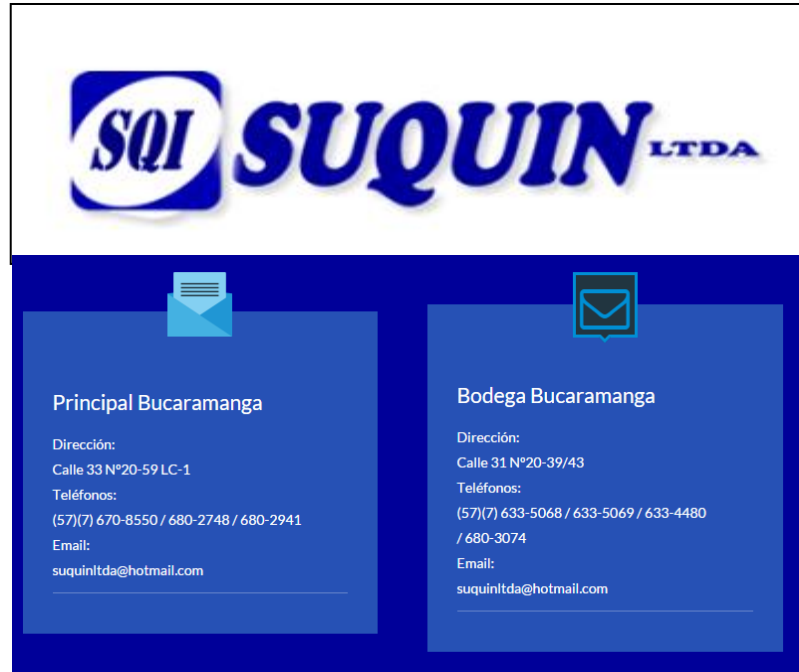 SQI SUQUIN LTDA
Principal Bucaramanga
Dirección:
Calle 33 N°20-59 LC-1
Teléfonos:
(57)(7) 670-8550 / 680-2748 / 680-2941
Email:
suquinltda@hotmail.com
Bodega Bucaramanga
Dirección:
Calle 31 N°20-39/43
Teléfonos:
(57)(7) 633-5068 / 633-5069 / 633-4480
/ 680-3074
Email:
suquinltda@hotmail.com